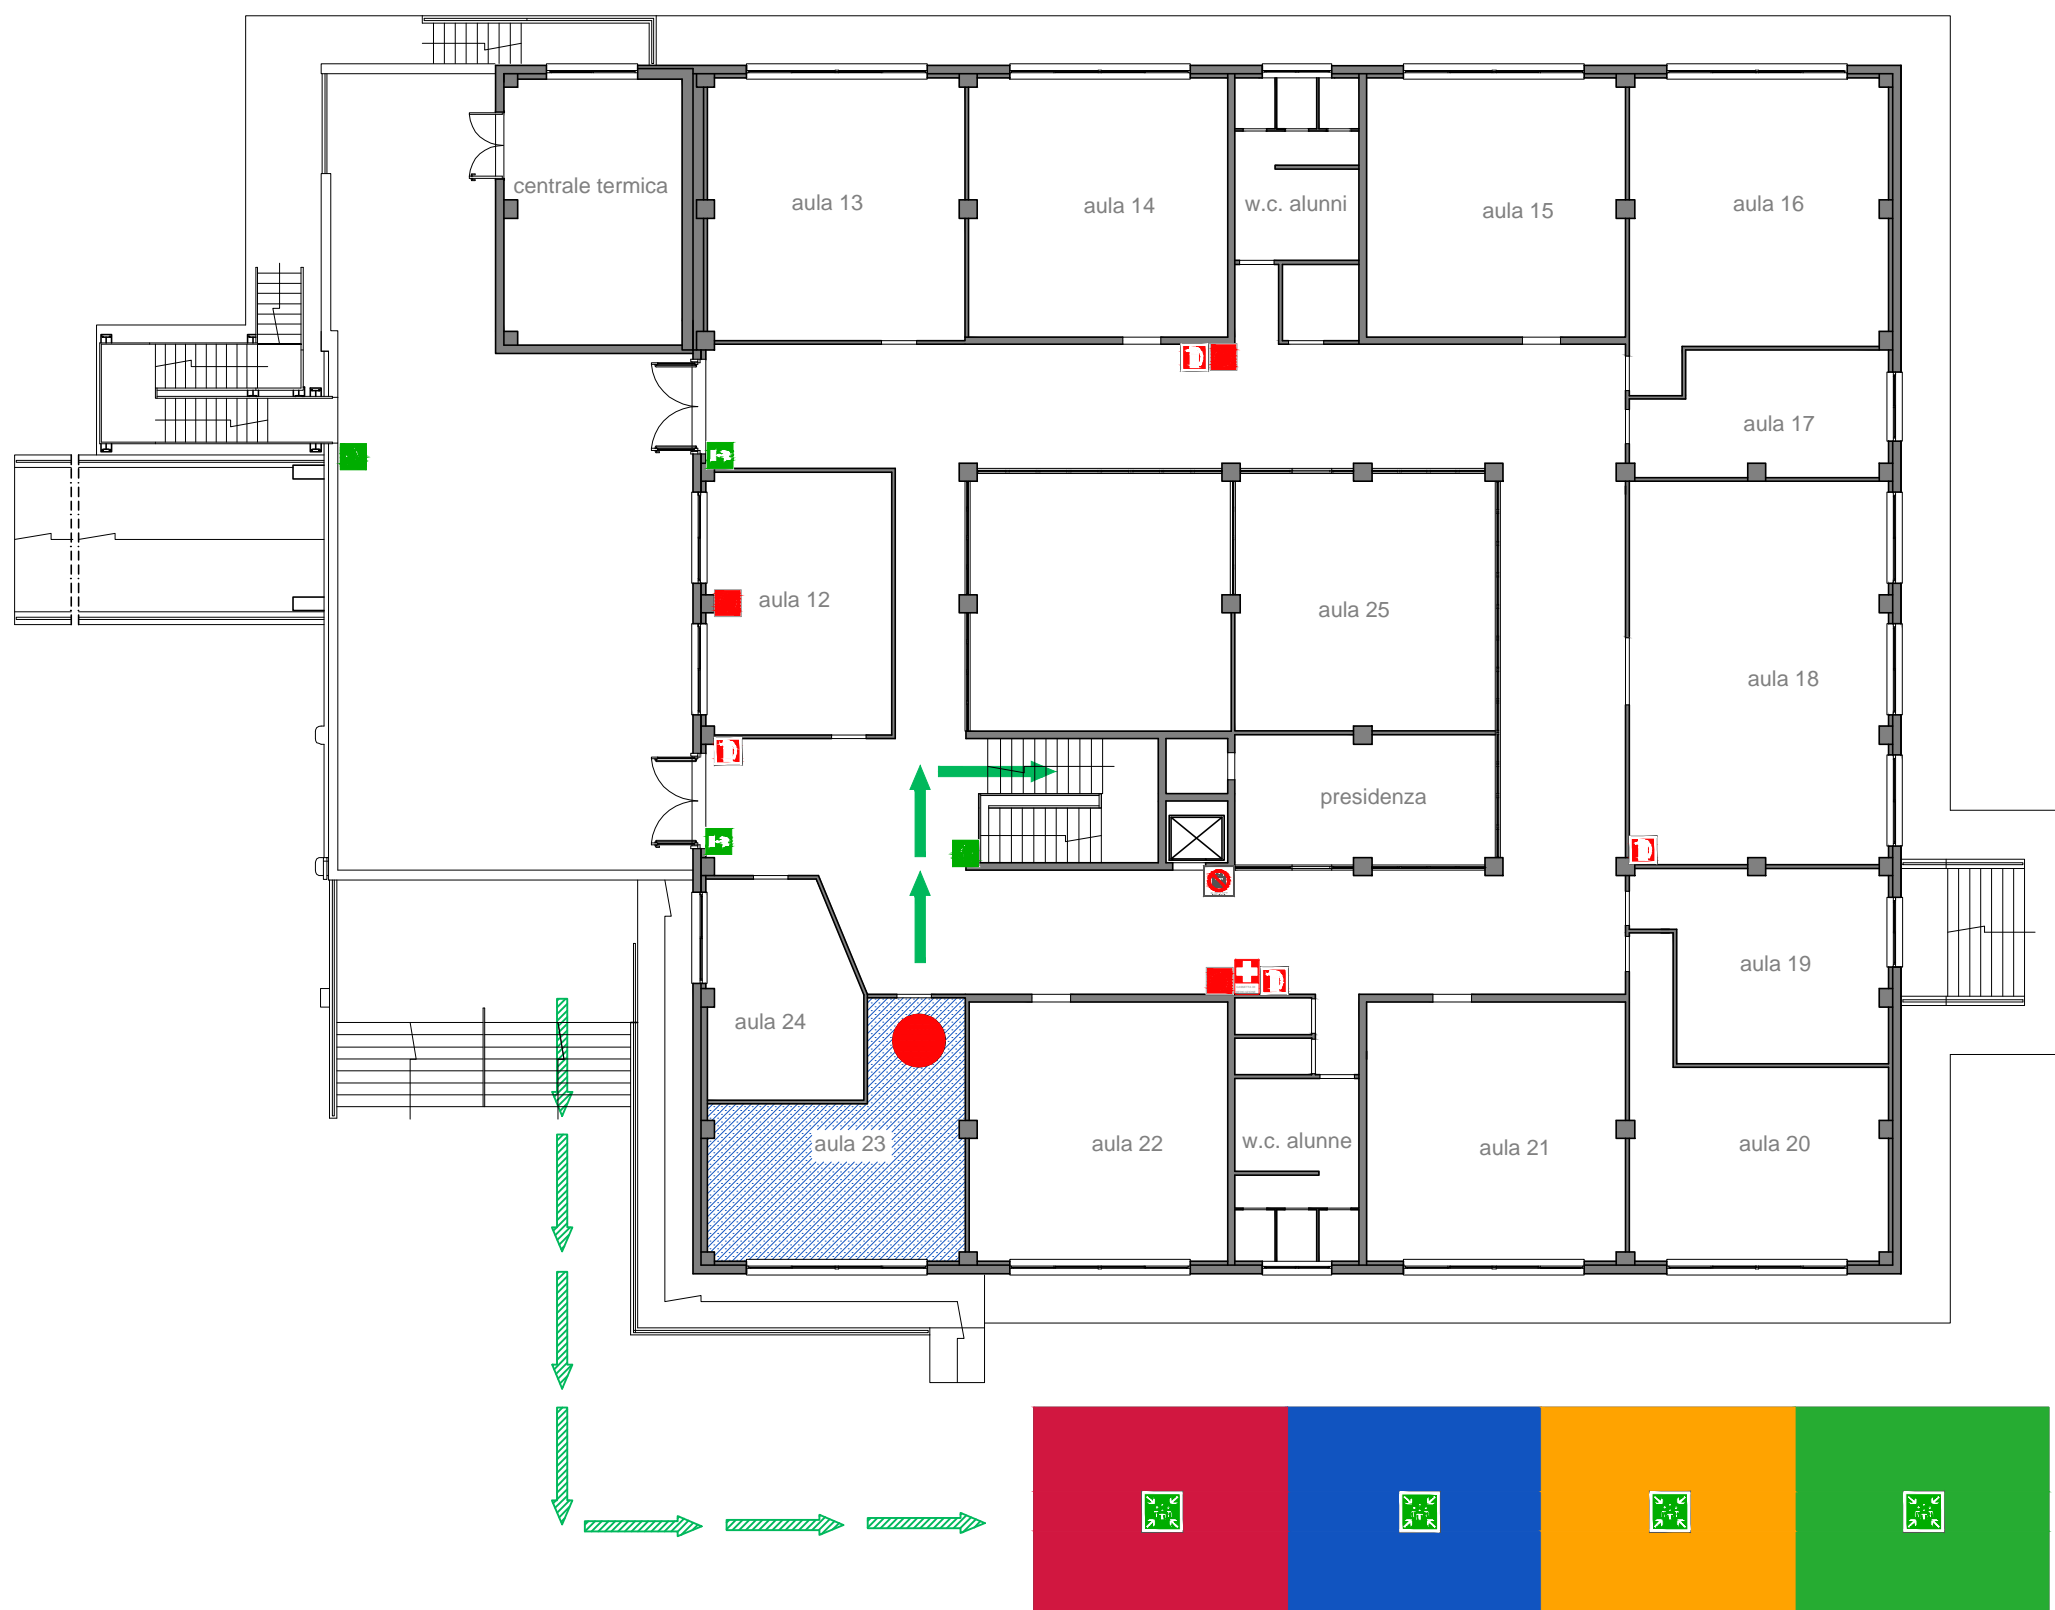 centrale termica
aula 13
aula 14
w.c. alunni
aula 15
aula 16
aula 17
aula 12
aula 25
aula 18
presidenza
aula 19
aula 24
aula 23
aula 22
w.c. alunne
aula 21
aula 20